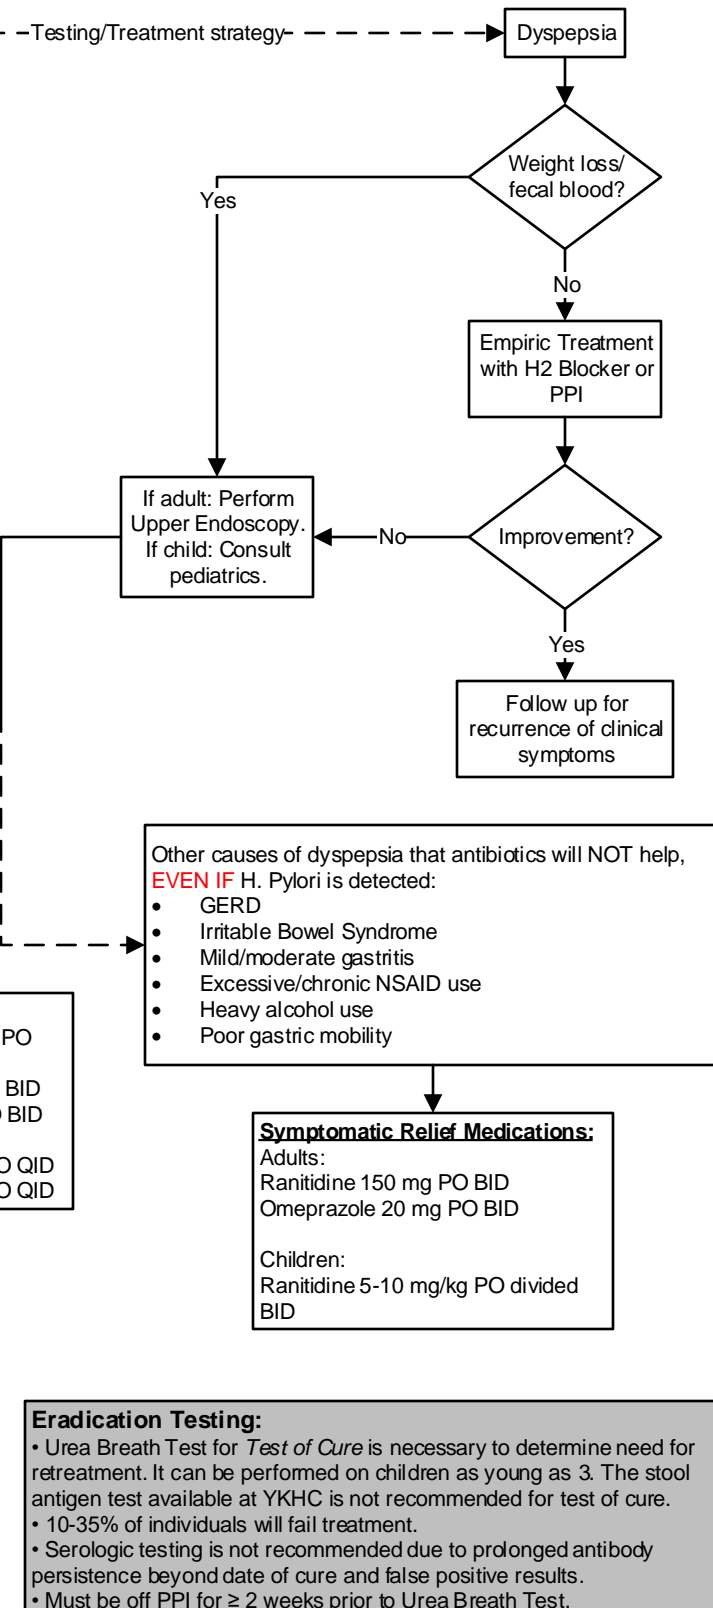 Testing/Treatment strategy
Dyspepsia
Weight loss/
fecal blood?
Yes
No
Empiric Treatment
with H2 Blocker or
PPI
If adult: Perform
Upper Endoscopy.
If child: Consult
pediatrics.
No
Improvement?
Yes
Follow up for
recurrence of clinical
symptoms
Other causes of dyspepsia that antibiotics will NOT help,
EVEN IF H. Pylori is detected:
• GERD
• Irritable Bowel Syndrome
• Mild/moderate gastritis
• Excessive/chronic NSAID use
• Heavy alcohol use
• Poor gastric mobility
PO
BID
BID
QID
QID
Symptomatic Relief Medications:
Adults:
Ranitidine 150 mg PO BID
Omeprazole 20 mg PO BID
Children:
Ranitidine 5-10 mg/kg PO divided
BID
Eradication Testing:
• Urea Breath Test for Test of Cure is necessary to determine need for
retreatment. It can be performed on children as young as 3. The stool
antigen test available at YKHC is not recommended for test of cure.
• 10-35% of individuals will fail treatment.
• Serologic testing is not recommended due to prolonged antibody
persistence beyond date of cure and false positive results.
• Must be off PPI for ≥ 2 weeks prior to Urea Breath Test.